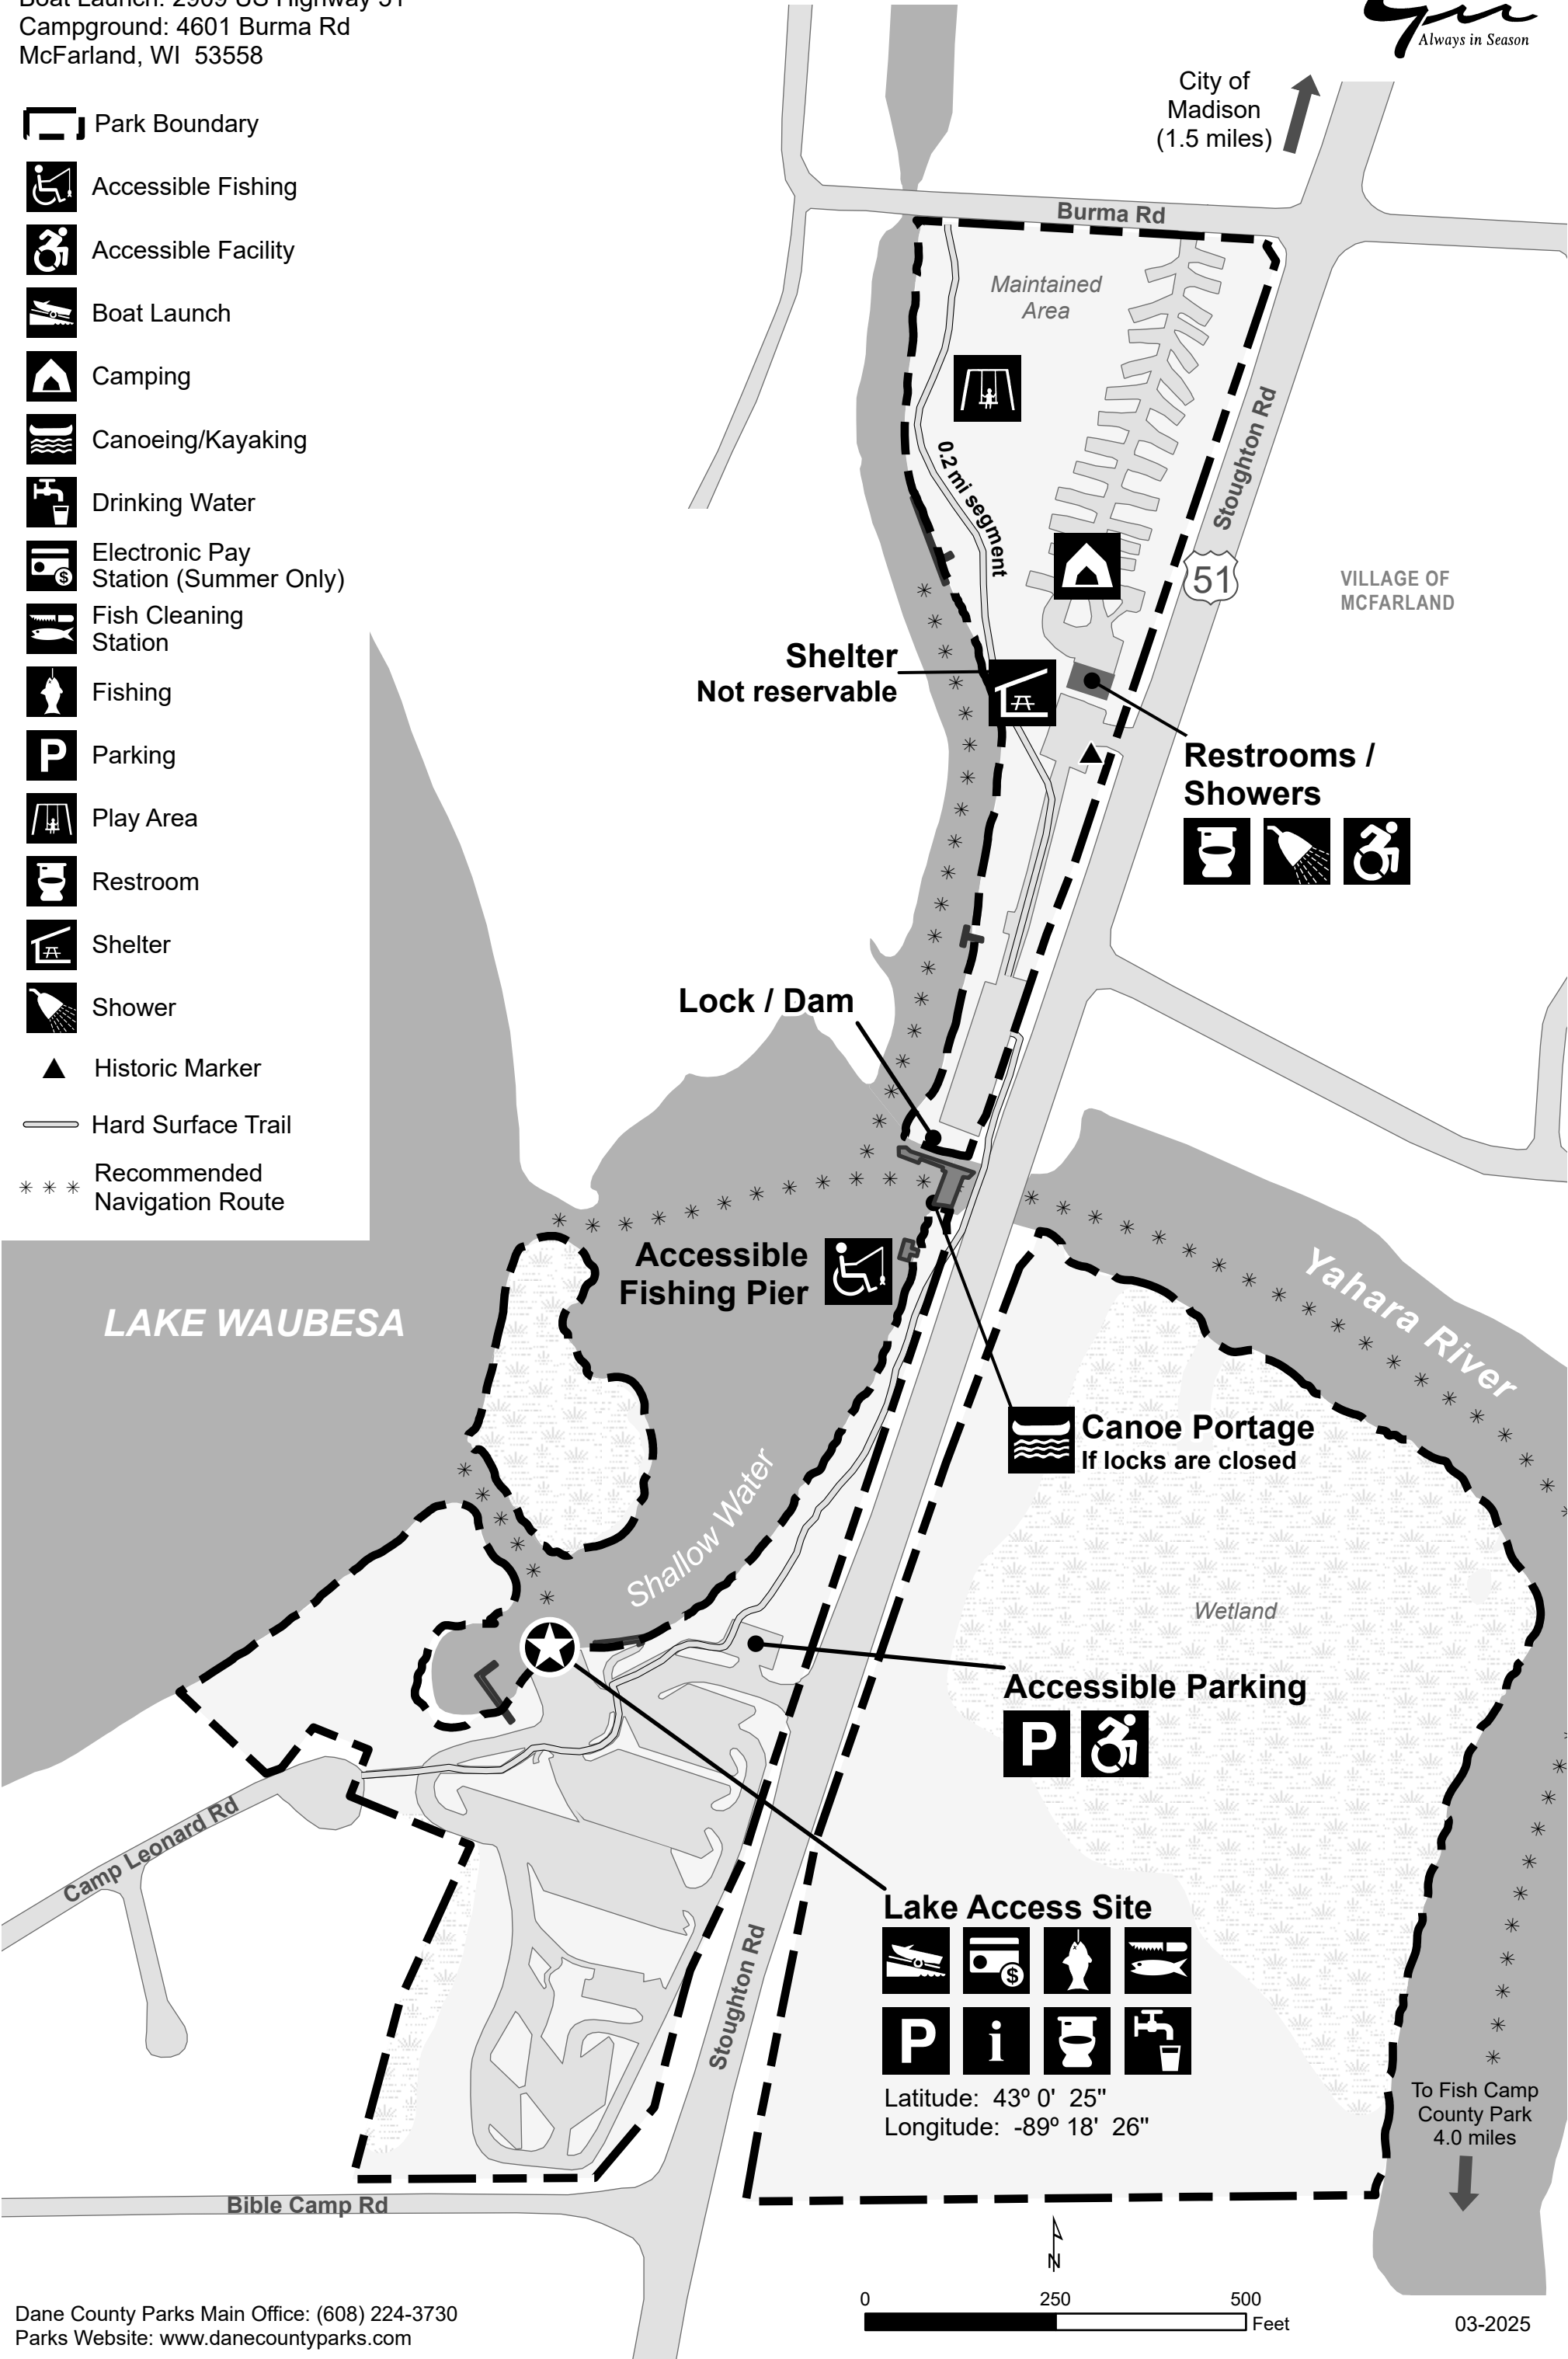 Boat Launch: 2909 US Highway 51
Campground: 4601 Burma Rd
McFarland, WI  53558
Always in Season
City of
Madison
(1.5 miles)
Park Boundary
Accessible Fishing
Accessible Facility
Boat Launch
Camping
Canoeing/Kayaking
Drinking Water
Electronic Pay
Station (Summer Only)
Fish Cleaning
Station
Fishing
P
Parking
Play Area
Restroom
Shelter
Shower
Historic Marker
Hard Surface Trail
Recommended
Navigation Route
Burma Rd
Maintained
Area
0.2 mi segment
Stoughton Rd
51
VILLAGE OF
MCFARLAND
Shelter
Not reservable
Restrooms /
Showers
Lock / Dam
Accessible
Fishing Pier
LAKE WAUBESA
Yahara River
Canoe Portage
If locks are closed
Shallow Water
Wetland
Accessible Parking
P
Camp Leonard Rd
Lake Access Site
$
P
i
Latitude:  43º 0'  25"
Longitude:  -89º 18'  26"
Stoughton Rd
To Fish Camp
County Park
4.0 miles
Bible Camp Rd
N
0 250 500
Feet
Dane County Parks Main Office: (608) 224-3730
Parks Website: www.danecountyparks.com
03-2025